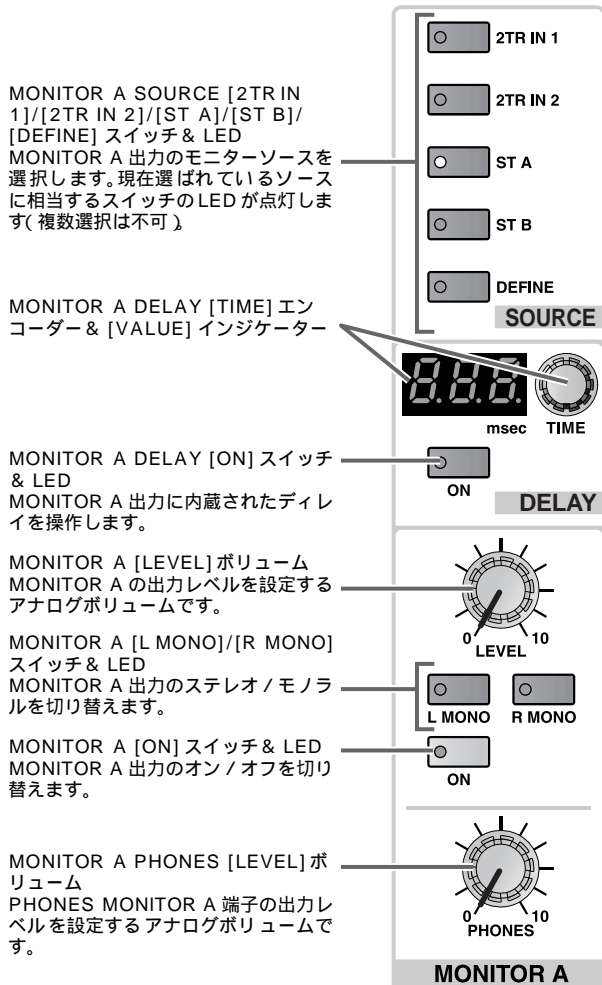 MONITOR A SOURCE [2TR IN
1]/[2TR IN 2]/[ST A]/[ST B]/
[DEFINE] スイッチ& LED
MONITOR A 出力のモニターソースを
選択します。現在選ばれているソース
に相当するスイッチの LED が点灯しま
す(複数選択は不可)。
MONITOR A DELAY [TIME] エン
コーダー& [VALUE] インジケーター
MONITOR A DELAY [ON] スイッチ
& LED
MONITOR A 出力に内蔵されたディレ
イを操作します。
MONITOR A [LEVEL] ボリューム
MONITOR A の出力レベルを設定する
アナログボリュームです。
MONITOR A [L MONO]/[R MONO]
スイッチ& LED
MONITOR A 出力のステレオ / モノラ
ルを切り替えます。
MONITOR A [ON] スイッチ& LED
MONITOR A 出力のオン / オフを切り
替えます。
MONITOR A PHONES [LEVEL] ボ
リューム
PHONES MONITOR A 端子の出力レ
ベルを設定するアナログボリュームで
す。
2TR IN 1
2TR IN 2
ST A
ST B
DEFINE
SOURCE
8.8.8.
msec TIME
ON
DELAY
0 10
LEVEL
L MONO R MONO
ON
0 10
PHONES
MONITOR A